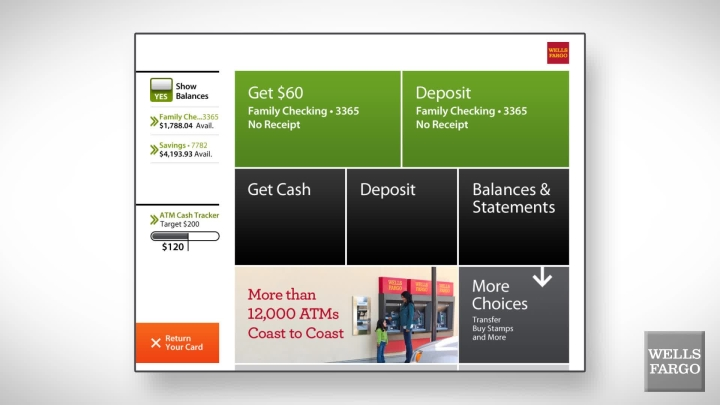 WELLS
FARGO
Show
Balances
YES
Family Che...3365
$1,788.04 Avail.
Savings • 7782
$4,193.93 Avail.
ATM Cash Tracker
Target $200
$120
Return
Your Card
Get $60
Family Checking • 3365
No Receipt
Deposit
Family Checking • 3365
No Receipt
Get Cash
Deposit
Balances &
Statements
More than
12,000 ATMs
Coast to Coast
More
Choices
Transfer
Buy Stamps
and More
WELLS
FARGO